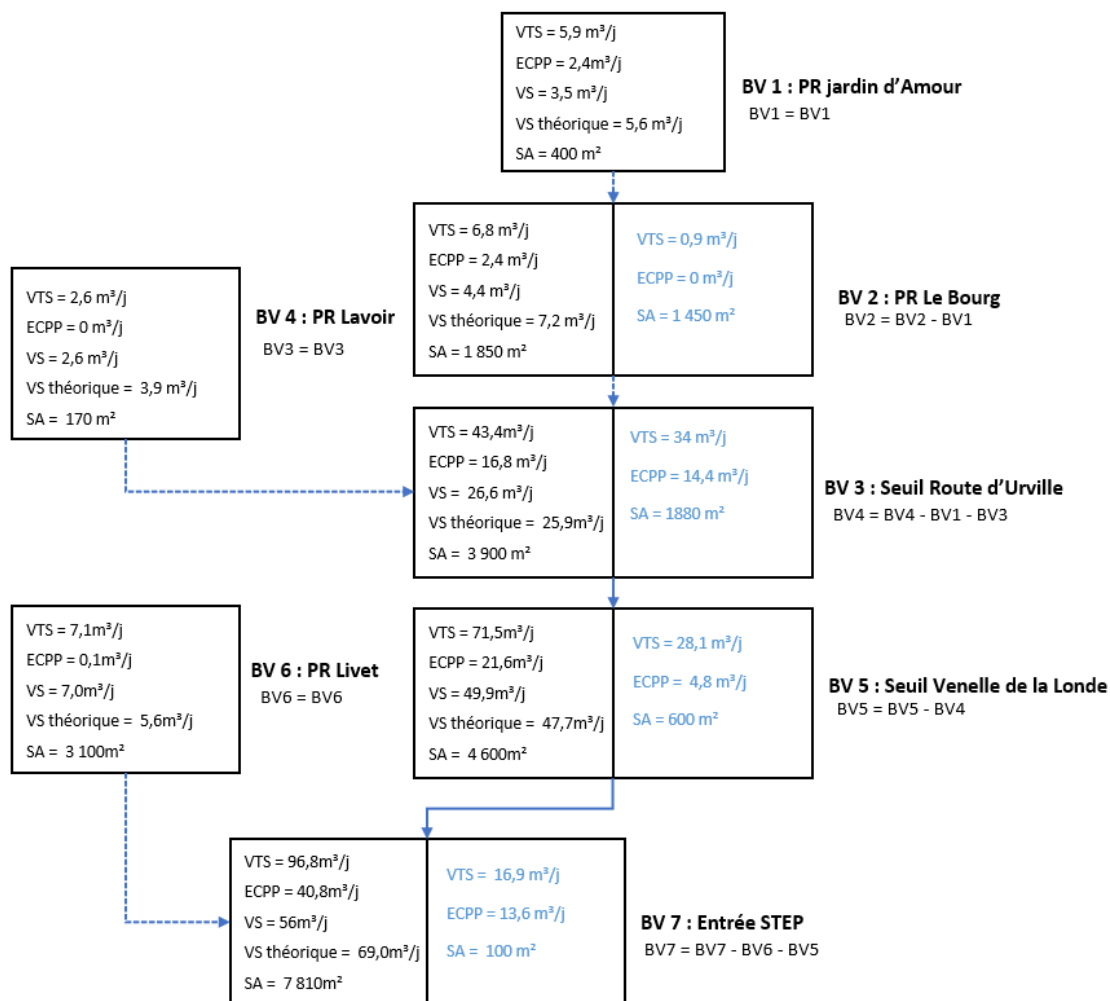 VTS = 5,9 m³/j
ECPP = 2,4m³/j
VS = 3,5 m³/j
VS théorique = 5,6 m³/j
SA = 400 m²
BV 1 : PR jardin d’Amour
BV1 = BV1
VTS = 6,8 m³/j
ECPP = 2,4 m³/j
VS = 4,4 m³/j
VS théorique = 7,2 m³/j
SA = 1 850 m²
VTS = 0,9 m³/j
ECPP = 0 m³/j
SA = 1 450 m²
BV 2 : PR Le Bourg
BV2 = BV2 - BV1
VTS = 2,6 m³/j
ECPP = 0 m³/j
VS = 2,6 m³/j
VS théorique = 3,9 m³/j
SA = 170 m²
BV 4 : PR Lavoir
BV3 = BV3
VTS = 43,4m³/j
ECPP = 16,8 m³/j
VS = 26,6 m³/j
VS théorique = 25,9m³/j
SA = 3 900 m²
VTS = 34 m³/j
ECPP = 14,4 m³/j
SA = 1880 m²
BV 3 : Seuil Route d’Urville
BV4 = BV4 - BV1 - BV3
VTS = 7,1m³/j
ECPP = 0,1m³/j
VS = 7,0m³/j
VS théorique = 5,6m³/j
SA = 3 100m²
BV 6 : PR Livet
BV6 = BV6
VTS = 71,5m³/j
ECPP = 21,6m³/j
VS = 49,9m³/j
VS théorique = 47,7m³/j
SA = 4 600m²
VTS = 28,1 m³/j
ECPP = 4,8 m³/j
SA = 600 m²
BV 5 : Seuil Venelle de la Londe
BV5 = BV5 - BV4
VTS = 96,8m³/j
ECPP = 40,8m³/j
VS = 56m³/j
VS théorique = 69,0m³/j
SA = 7 810m²
VTS = 16,9 m³/j
ECPP = 13,6 m³/j
SA = 100 m²
BV 7 : Entrée STEP
BV7 = BV7 - BV6 - BV5